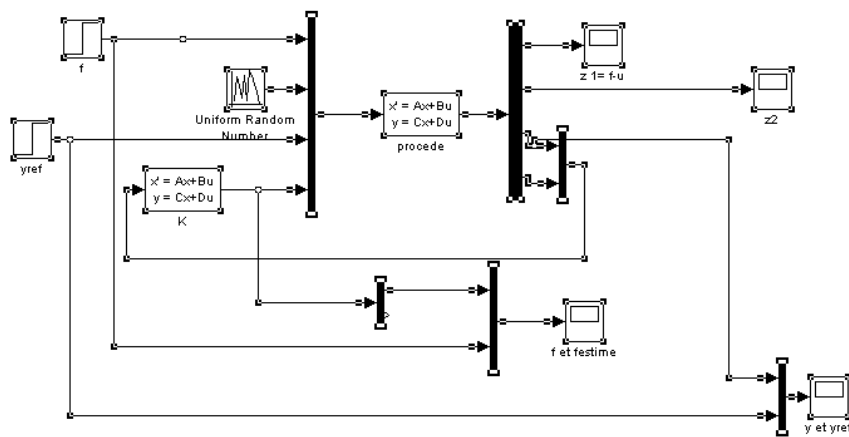 f
z 1= f-u
Uniform Random
Number
x' = Ax+Bu
y = Cx+Du
procede
z2
yref
x' = Ax+Bu
y = Cx+Du
K
f et festime
y et yref